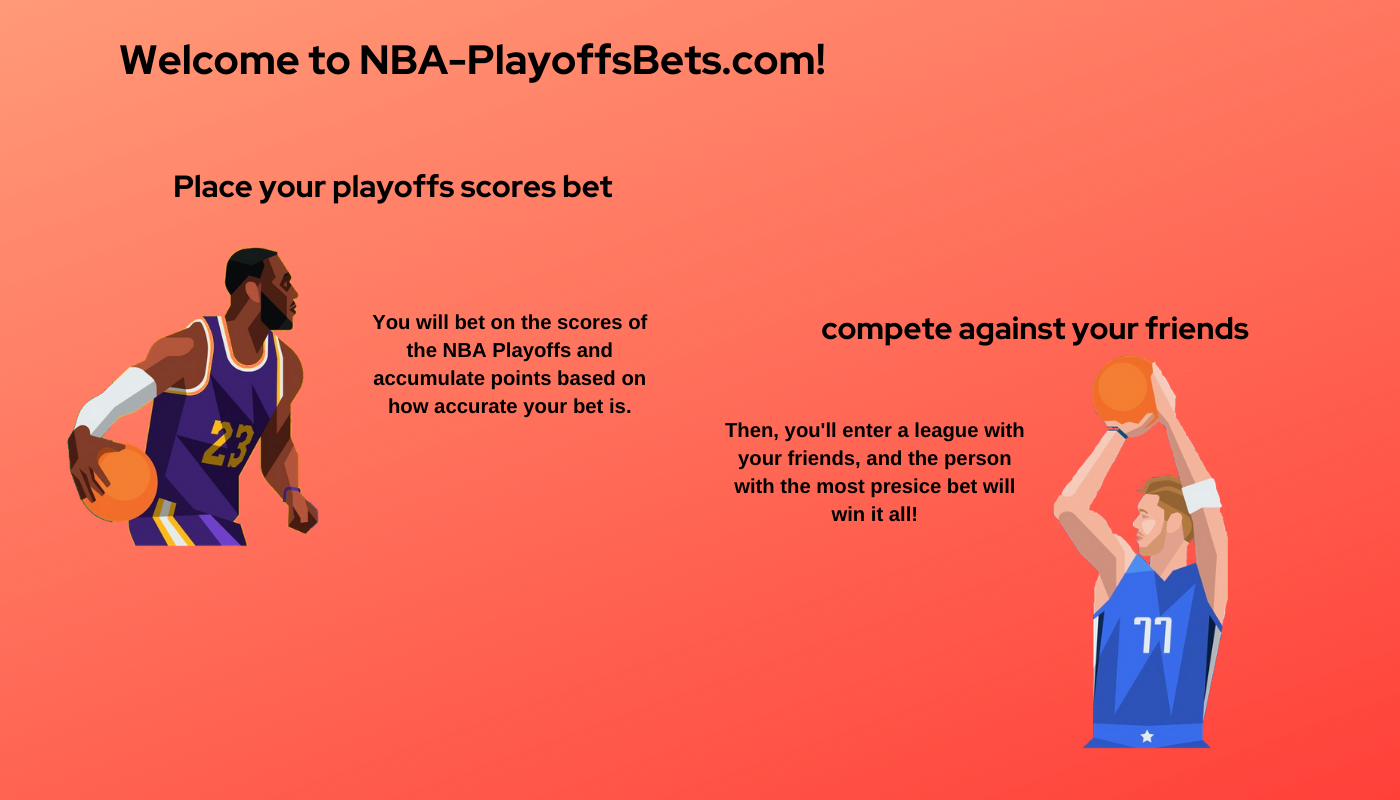 Welcome to NBA-PlayoffsBets.com!
Place your playoffs scores bet
You will bet on the scores of
the NBA Playoffs and
accumulate points based on
how accurate your bet is.
23
compete against your friends
Then, you'll enter a league with
your friends, and the person
with the most presice bet will
win it all!
77